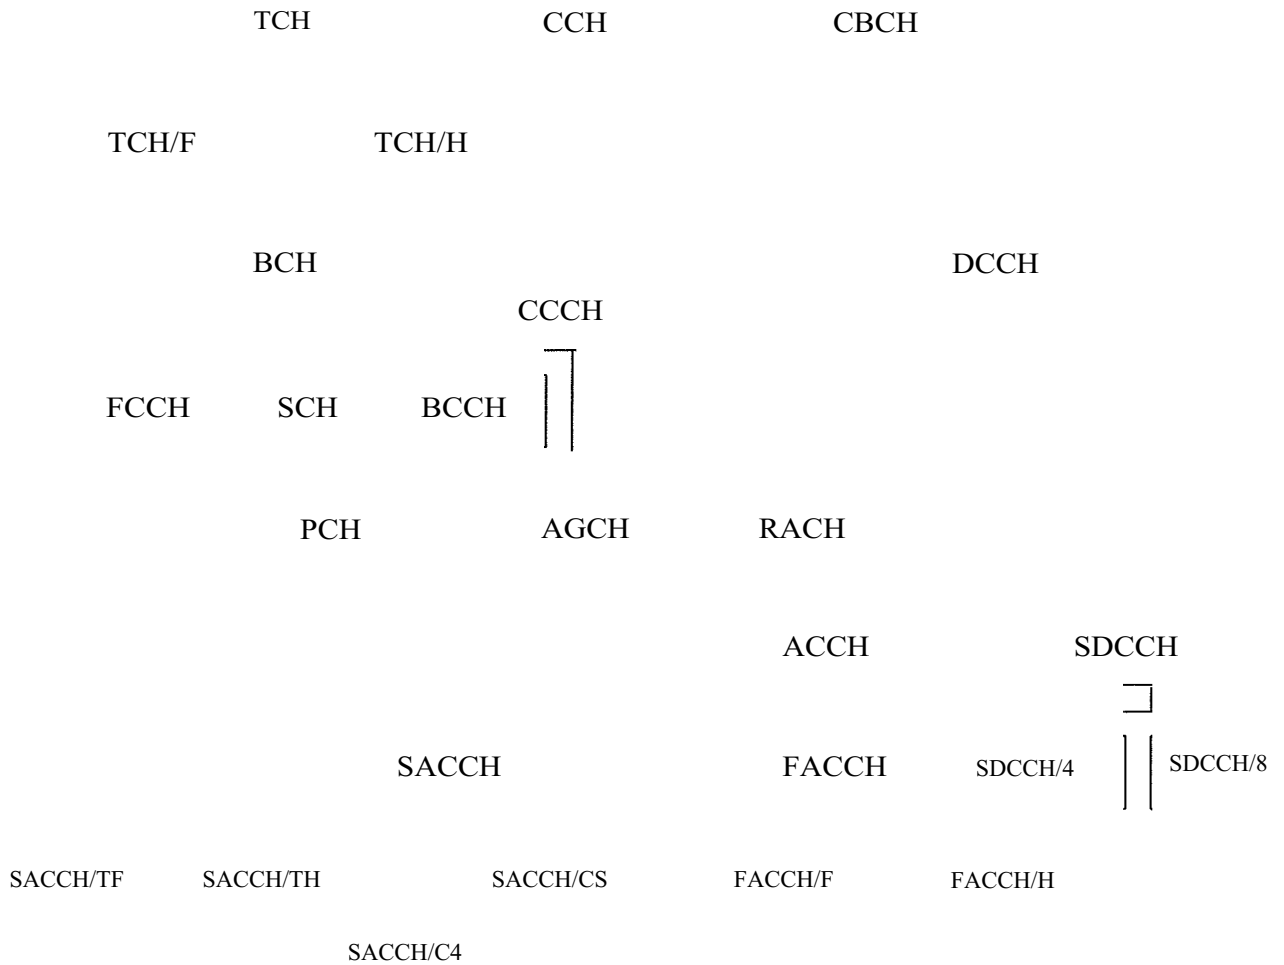 TCH CCH CBCH
TCH/F TCH/H
BCH DCCH
CCCH
FCCH SCH BCCH
PCH AGCH RACH
ACCH SDCCH
SACCH FACCH SDCCH/4 SDCCH/8
SACCH/TF SACCH/TH SACCH/CS FACCH/F FACCH/H
SACCH/C4